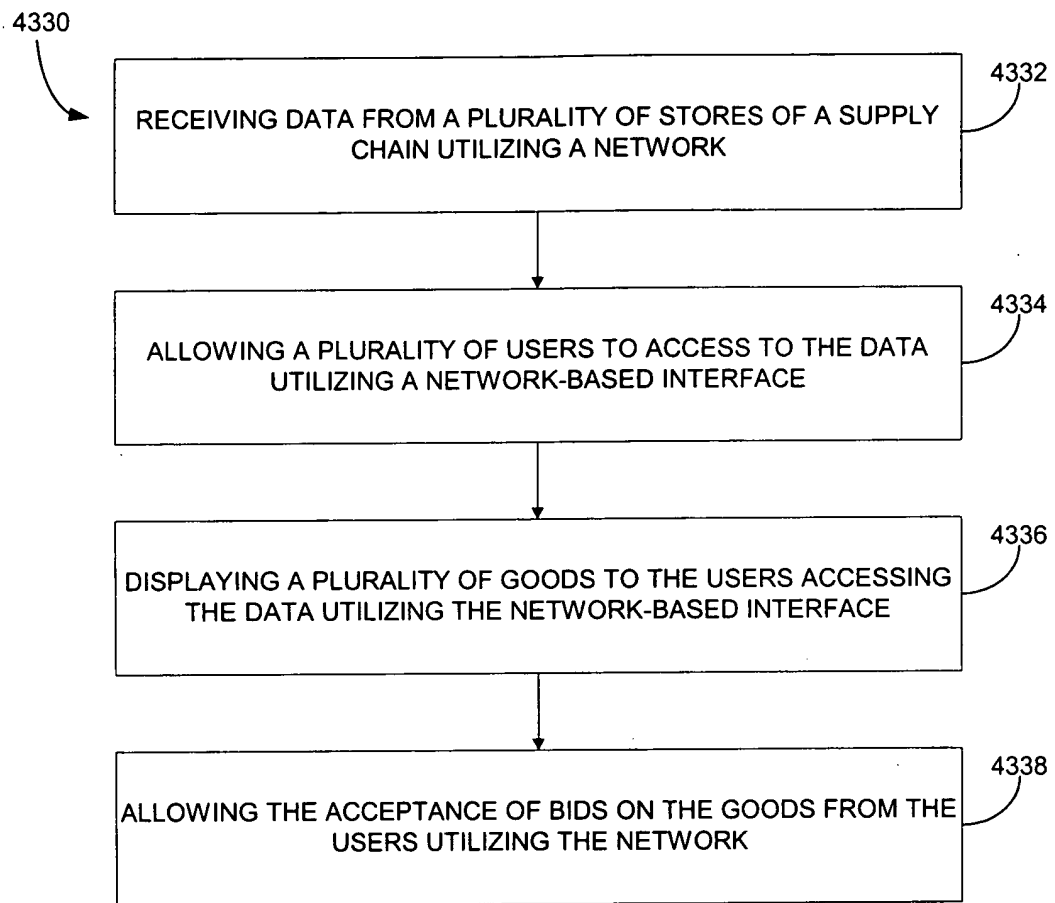 4330
4332
RECEIVING DATA FROM A PLURALITY OF STORES OF A SUPPLY
CHAIN UTILIZING A NETWORK
4334
ALLOWING A PLURALITY OF USERS TO ACCESS TO THE DATA
UTILIZING A NETWORK-BASED INTERFACE
4336
DISPLAYING A PLURALITY OF GOODS TO THE USERS ACCESSING
THE DATA UTILIZING THE NETWORK-BASED INTERFACE
4338
ALLOWING THE ACCEPTANCE OF BIDS ON THE GOODS FROM THE
USERS UTILIZING THE NETWORK